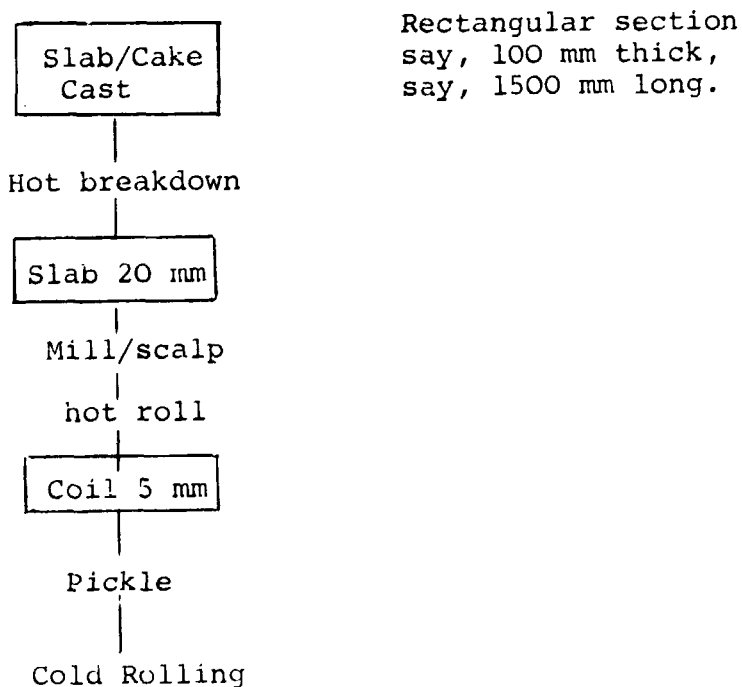 Slab/Cake
Cast
Rectangular section
say, 100 mm thick,
say, 1500 mm long.
Hot breakdown
Slab 20 mm
Mill/scalp
hot roll
Coil 5 mm
Pickle
Cold Rolling